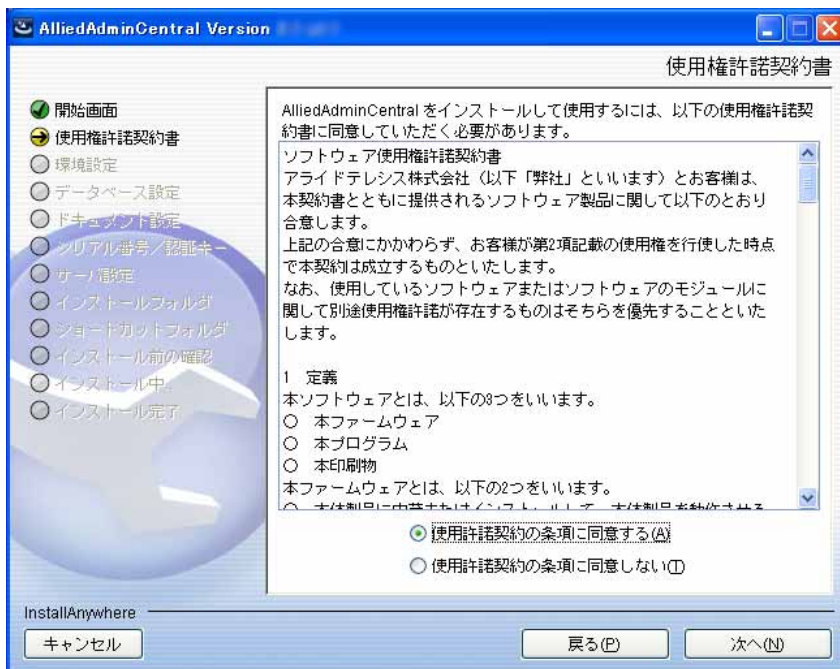 AlliedAdminCentral Version
使用権許諾契約書
開始画面
使用権許諾契約書
環境設定
データベース設定
ドキュメント設定
シリアル番号／認証キー
サーバ設定
インストールフォルダ
ショートカットフォルダ
インストール前の確認
インストール中..
インストール完了
AlliedAdminCentral をインストールして使用するには、以下の使用権許諾契
約書に同意していただく必要があります。
ソフトウェア使用権許諾契約書
アライドテレシス株式会社（以下「弊社」といいます）とお客様は、
本契約書とともに提供されるソフトウェア製品に関して以下のとおり
合意します。
上記の合意にかかわらず、お客様が第2項記載の使用権を行使した時点
で本契約は成立するものといたします。
なお、使用しているソフトウェアまたはソフトウェアのモジュールに
関して別途使用権許諾が存在するものはそちらを優先することといた
します。
1 定義
本ソフトウェアとは、以下の3つをいいます。
○ 本ファームウェア
○ 本プログラム
○ 本印刷物
本ファームウェアとは、以下の2つをいいます。
使用許諾契約の条項に同意する(A)
使用許諾契約の条項に同意しない(T)
InstallAnywhere
キャンセル
戻る(P)
次へ(N)